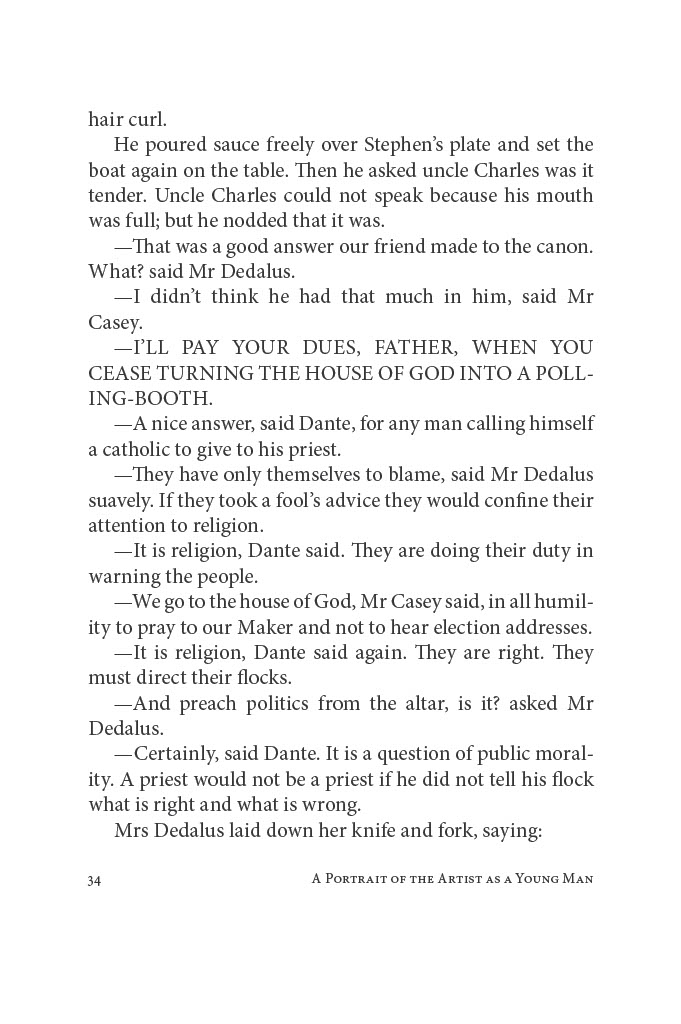 hair curl.
He poured sauce freely over Stephen’s plate and set the
boat again on the table. Then he asked uncle Charles was it
tender. Uncle Charles could not speak because his mouth
was full; but he nodded that it was.
—That was a good answer our friend made to the canon.
What? said Mr Dedalus.
—I didn’t think he had that much in him, said Mr
Casey.
—I’LL PAY YOUR DUES, FATHER, WHEN YOU
CEASE TURNING THE HOUSE OF GOD INTO A POLL-
ING-BOOTH.
—A nice answer, said Dante, for any man calling himself
a catholic to give to his priest.
—They have only themselves to blame, said Mr Dedalus
suavely. If they took a fool’s advice they would confine their
attention to religion.
—It is religion, Dante said. They are doing their duty in
warning the people.
—We go to the house of God, Mr Casey said, in all humil-
ity to pray to our Maker and not to hear election addresses.
—It is religion, Dante said again. They are right. They
must direct their flocks.
—And preach politics from the altar, is it? asked Mr
Dedalus.
—Certainly, said Dante. It is a question of public moral-
ity. A priest would not be a priest if he did not tell his flock
what is right and what is wrong.
Mrs Dedalus laid down her knife and fork, saying:
34 A Portrait of the Artist as a Young Man